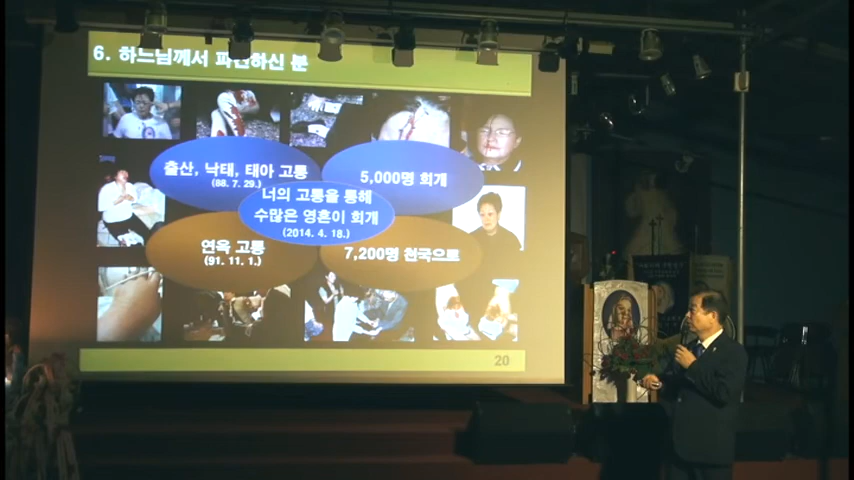 6. 하느님께서 파견하신 분
출산, 낙태, 태아 고통
(88. 7. 29.)
5,000명 회개
너의 고통을 통해
수많은 영혼이 회개
(2014. 4. 18.)
연옥 고통
(91. 11. 1.)
7,200명 천국으로
20